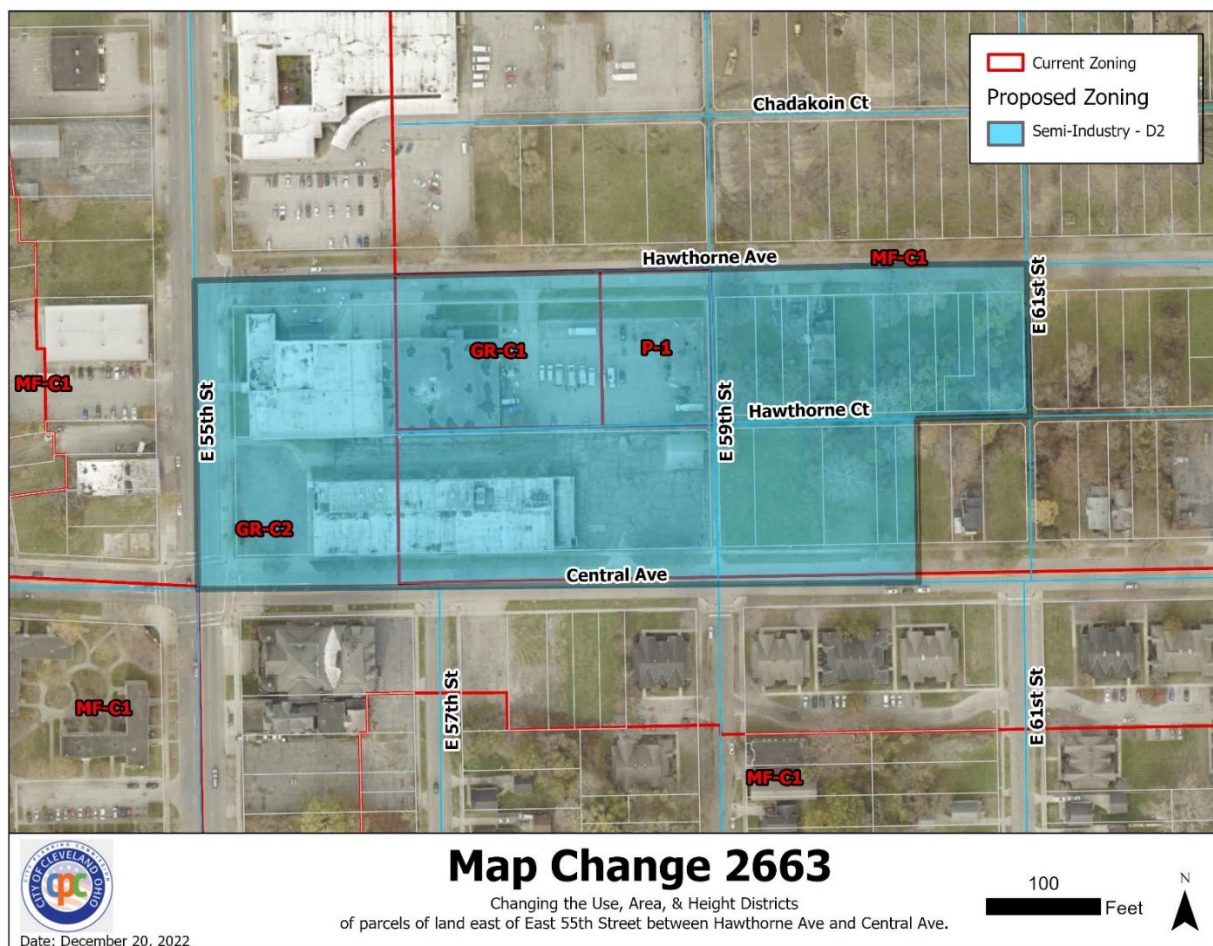 Current Zoning
Proposed Zoning
Semi-Industry - D2
Chadakoin Ct
Hawthorne Ave
MF-C1
E 61st St
GR-C1
P-1
MF-C1
E 55th St
E 59th St
Hawthorne Ct
GR-C2
Central Ave
MF-C1
E 57th St
E 61st St
MF-C1
CITY PLANNING COMMISSION
CITY OF CLEVELAND OHIO
cpc
Map Change 2663
Changing the Use, Area, & Height Districts
of parcels of land east of East 55th Street between Hawthorne Ave and Central Ave.
100
Feet
N
Date: December 20, 2022